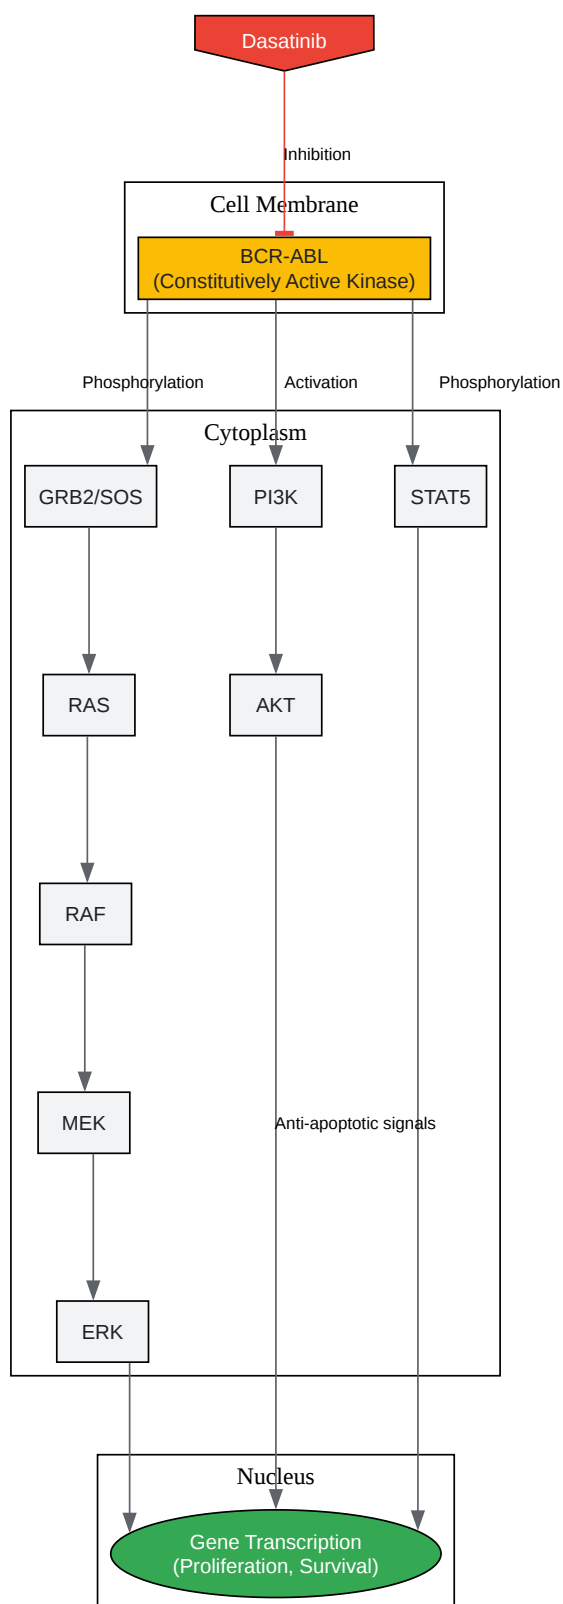 Dasatinib
Inhibition
Cell Membrane
BCR-ABL
(Constitutively Active Kinase)
Phosphorylation
Activation
Phosphorylation
Cytoplasm
GRB2/SOS
PI3K
STAT5
RAS
AKT
RAF
MEK
Anti-apoptotic signals
ERK
Nucleus
Gene Transcription
(Proliferation, Survival)